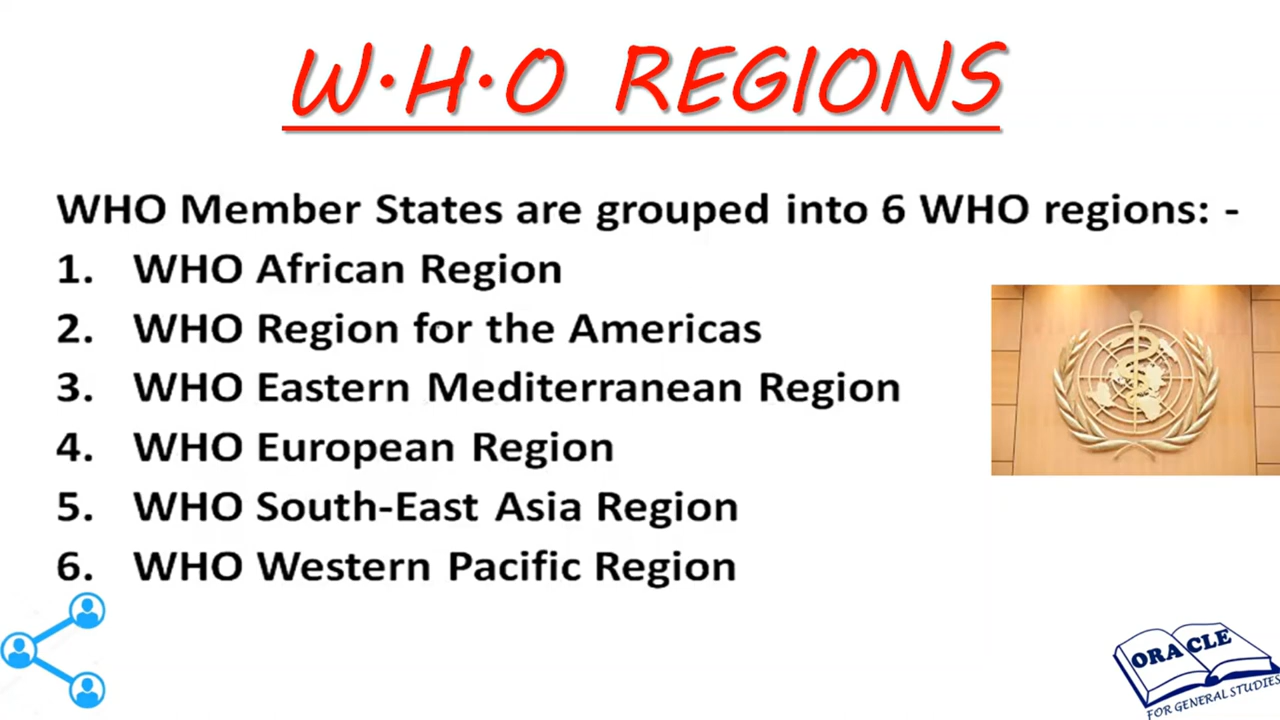 W·H·O REGIONS
WHO Member States are grouped into 6 WHO regions: -
1. WHO African Region
2. WHO Region for the Americas
3. WHO Eastern Mediterranean Region
4. WHO European Region
5. WHO South-East Asia Region
6. WHO Western Pacific Region
ORACLE
FOR GENERAL STUDIES